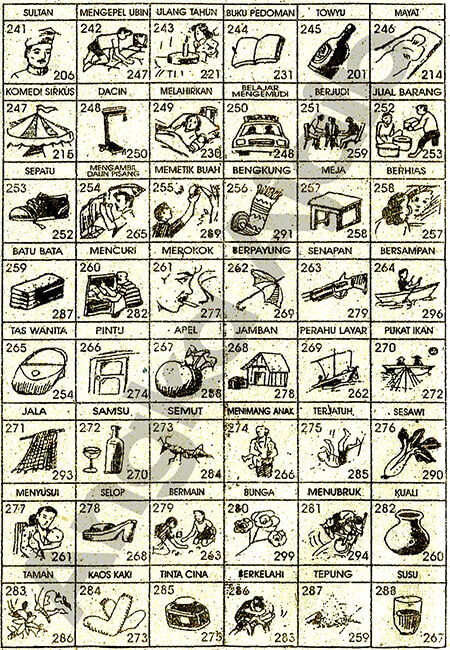 SULTAN MENGEPEL UBIN ULANG TAHUN BUKU PEDOMAN TOWYU MAYAT
241 242 243 244 245 246
206 247 221 231 201 214
KOMEDI SIRKUS DACIN MELAHIRKAN BELAJAR MENGEMUDI BERJUDI JUAL BARANG
247 248 249 250 251 252
215 250 248 259 253
SEPATU MENGAMBIL DAUN PISANG MEMETIK BUAH BENGKUNG MEJA BERHIAS
253 254 255 256 257 258
252 265 289 291 258 257
BATU BATA MENCURI MEROKOK BERPAYUNG SENAPAN BERSAMPAN
259 260 261 262 263 264
287 282 277 269 279 296
TAS WANITA PINTU APEL JAMBAN PERAHU LAYAR PUKAT IKAN
265 266 267 268 269 270
254 274 288 278 262 272
JALA SAMSU SEMUT MENIMANG ANAK TERJATUH SESAWI
271 272 273 274 275 276
293 270 284 266 285 290
MENYUSUI SELOP BERMAIN BUNGA MENUBRUK KUALI
277 278 279 280 281 282
261 268 263 299 294 260
TAMAN KAOS KAKI TINTA CINA BERKELAHI TEPUNG SUSU
283 284 285 286 287 288
286 273 275 283 259 267